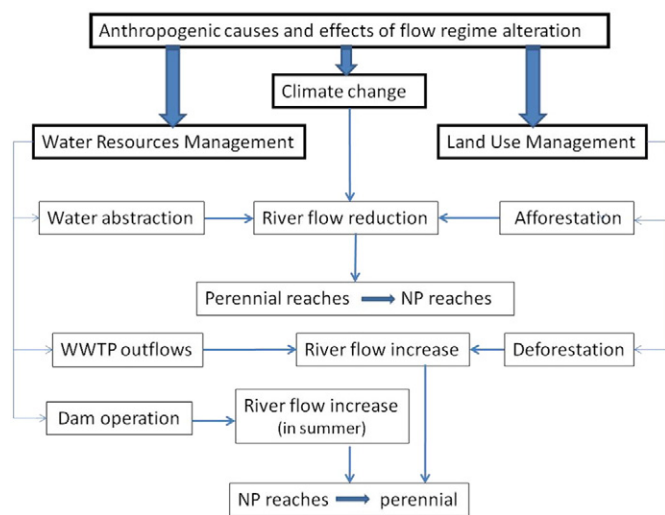 Anthropogenic causes and effects of flow regime alteration
Climate change
Water Resources Management
Land Use Management
Water abstraction
River flow reduction
Afforestation
Perennial reaches
NP reaches
WWTP outflows
River flow increase
Deforestation
Dam operation
River flow increase
(in summer)
NP reaches
perennial